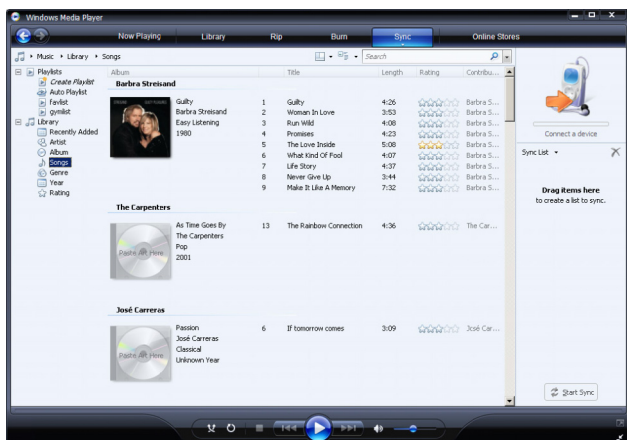 Windows Media Player
Now Playing Library Rip Burn Sync Online Stores
Music Library Songs
Search
Playlists
Create Playlist
Auto Playlist
favlist
gymlist
Library
Recently Added
Artist
Album
Songs
Genre
Year
Rating
Album Title Length Rating Contribu...
Barbra Streisand
Guilty
Barbra Streisand
Easy Listening
1980
1 Guilty 4:26 Barbra S...
2 Woman In Love 3:53 Barbra S...
3 Run Wild 4:08 Barbra S...
4 Promises 4:23 Barbra S...
5 The Love Inside 5:08 Barbra S...
6 What Kind Of Fool 4:07 Barbra S...
7 Life Story 4:37 Barbra S...
8 Never Give Up 3:44 Barbra S...
9 Make It Like A Memory 7:32 Barbra S...
The Carpenters
Paste Art Here
As Time Goes By
The Carpenters
Pop
2001
13 The Rainbow Connection 4:36 The Car...
José Carreras
Paste Art Here
Passion
José Carreras
Classical
Unknown Year
6 If tomorrow comes 3:09 José Car...
Connect a device
Sync List
Drag items here
to create a list to sync.
Start Sync